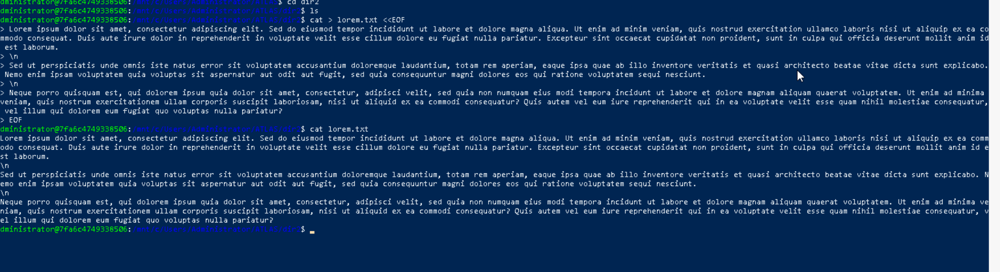 dministrator@7fa6c4749338506:/mnt/c/Users/Administrator/ATLAS$ cd dir2
dministrator@7fa6c4749338506:/mnt/c/Users/Administrator/ATLAS/dir2$ ls
dministrator@7fa6c4749338506:/mnt/c/Users/Administrator/ATLAS/dir2$ cat > lorem.txt <<EOF
> Lorem ipsum dolor sit amet, consectetur adipiscing elit. Sed do eiusmod tempor incididunt ut labore et dolore magna aliqua. Ut enim ad minim veniam, quis nostrud exercitation ullamco laboris nisi ut aliquip ex ea co
mmodo consequat. Duis aute irure dolor in reprehenderit in voluptate velit esse cillum dolore eu fugiat nulla pariatur. Excepteur sint occaecat cupidatat non proident, sunt in culpa qui officia deserunt mollit anim id
est laborum.
> \n
> Sed ut perspiciatis unde omnis iste natus error sit voluptatem accusantium doloremque laudantium, totam rem aperiam, eaque ipsa quae ab illo inventore veritatis et quasi architecto beatae vitae dicta sunt explicabo.
Nemo enim ipsam voluptatem quia voluptas sit aspernatur aut odit aut fugit, sed quia consequuntur magni dolores eos qui ratione voluptatem sequi nesciunt.
> \n
> Neque porro quisquam est, qui dolorem ipsum quia dolor sit amet, consectetur, adipisci velit, sed quia non numquam eius modi tempora incidunt ut labore et dolore magnam aliquam quaerat voluptatem. Ut enim ad minima
veniam, quis nostrum exercitationem ullam corporis suscipit laboriosam, nisi ut aliquid ex ea commodi consequatur? Quis autem vel eum iure reprehenderit qui in ea voluptate velit esse quam nihil molestiae consequatur,
vel illum qui dolorem eum fugiat quo voluptas nulla pariatur?
> EOF
dministrator@7fa6c4749338506:/mnt/c/Users/Administrator/ATLAS/dir2$ cat lorem.txt
Lorem ipsum dolor sit amet, consectetur adipiscing elit. Sed do eiusmod tempor incididunt ut labore et dolore magna aliqua. Ut enim ad minim veniam, quis nostrud exercitation ullamco laboris nisi ut aliquip ex ea comm
odo consequat. Duis aute irure dolor in reprehenderit in voluptate velit esse cillum dolore eu fugiat nulla pariatur. Excepteur sint occaecat cupidatat non proident, sunt in culpa qui officia deserunt mollit anim id e
st laborum.
\n
Sed ut perspiciatis unde omnis iste natus error sit voluptatem accusantium doloremque laudantium, totam rem aperiam, eaque ipsa quae ab illo inventore veritatis et quasi architecto beatae vitae dicta sunt explicabo. N
emo enim ipsam voluptatem quia voluptas sit aspernatur aut odit aut fugit, sed quia consequuntur magni dolores eos qui ratione voluptatem sequi nesciunt.
\n
Neque porro quisquam est, qui dolorem ipsum quia dolor sit amet, consectetur, adipisci velit, sed quia non numquam eius modi tempora incidunt ut labore et dolore magnam aliquam quaerat voluptatem. Ut enim ad minima ve
niam, quis nostrum exercitationem ullam corporis suscipit laboriosam, nisi ut aliquid ex ea commodi consequatur? Quis autem vel eum iure reprehenderit qui in ea voluptate velit esse quam nihil molestiae consequatur, v
el illum qui dolorem eum fugiat quo voluptas nulla pariatur?
dministrator@7fa6c4749338506:/mnt/c/Users/Administrator/ATLAS/dir2$